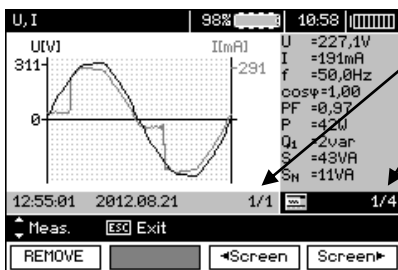 U,I 98% 10:58
U[V] I[mA]
311 291
0
U =227,1V
I =191mA
f =50,0Hz
cosφ=1,00
PF =0,97
P =42W
Q₁ =2var
S =43VA
Sɴ =11VA
12:55:01 2012.08.21 1/1 1/4
Meas. ESC Exit
REMOVE ◄Screen Screen►